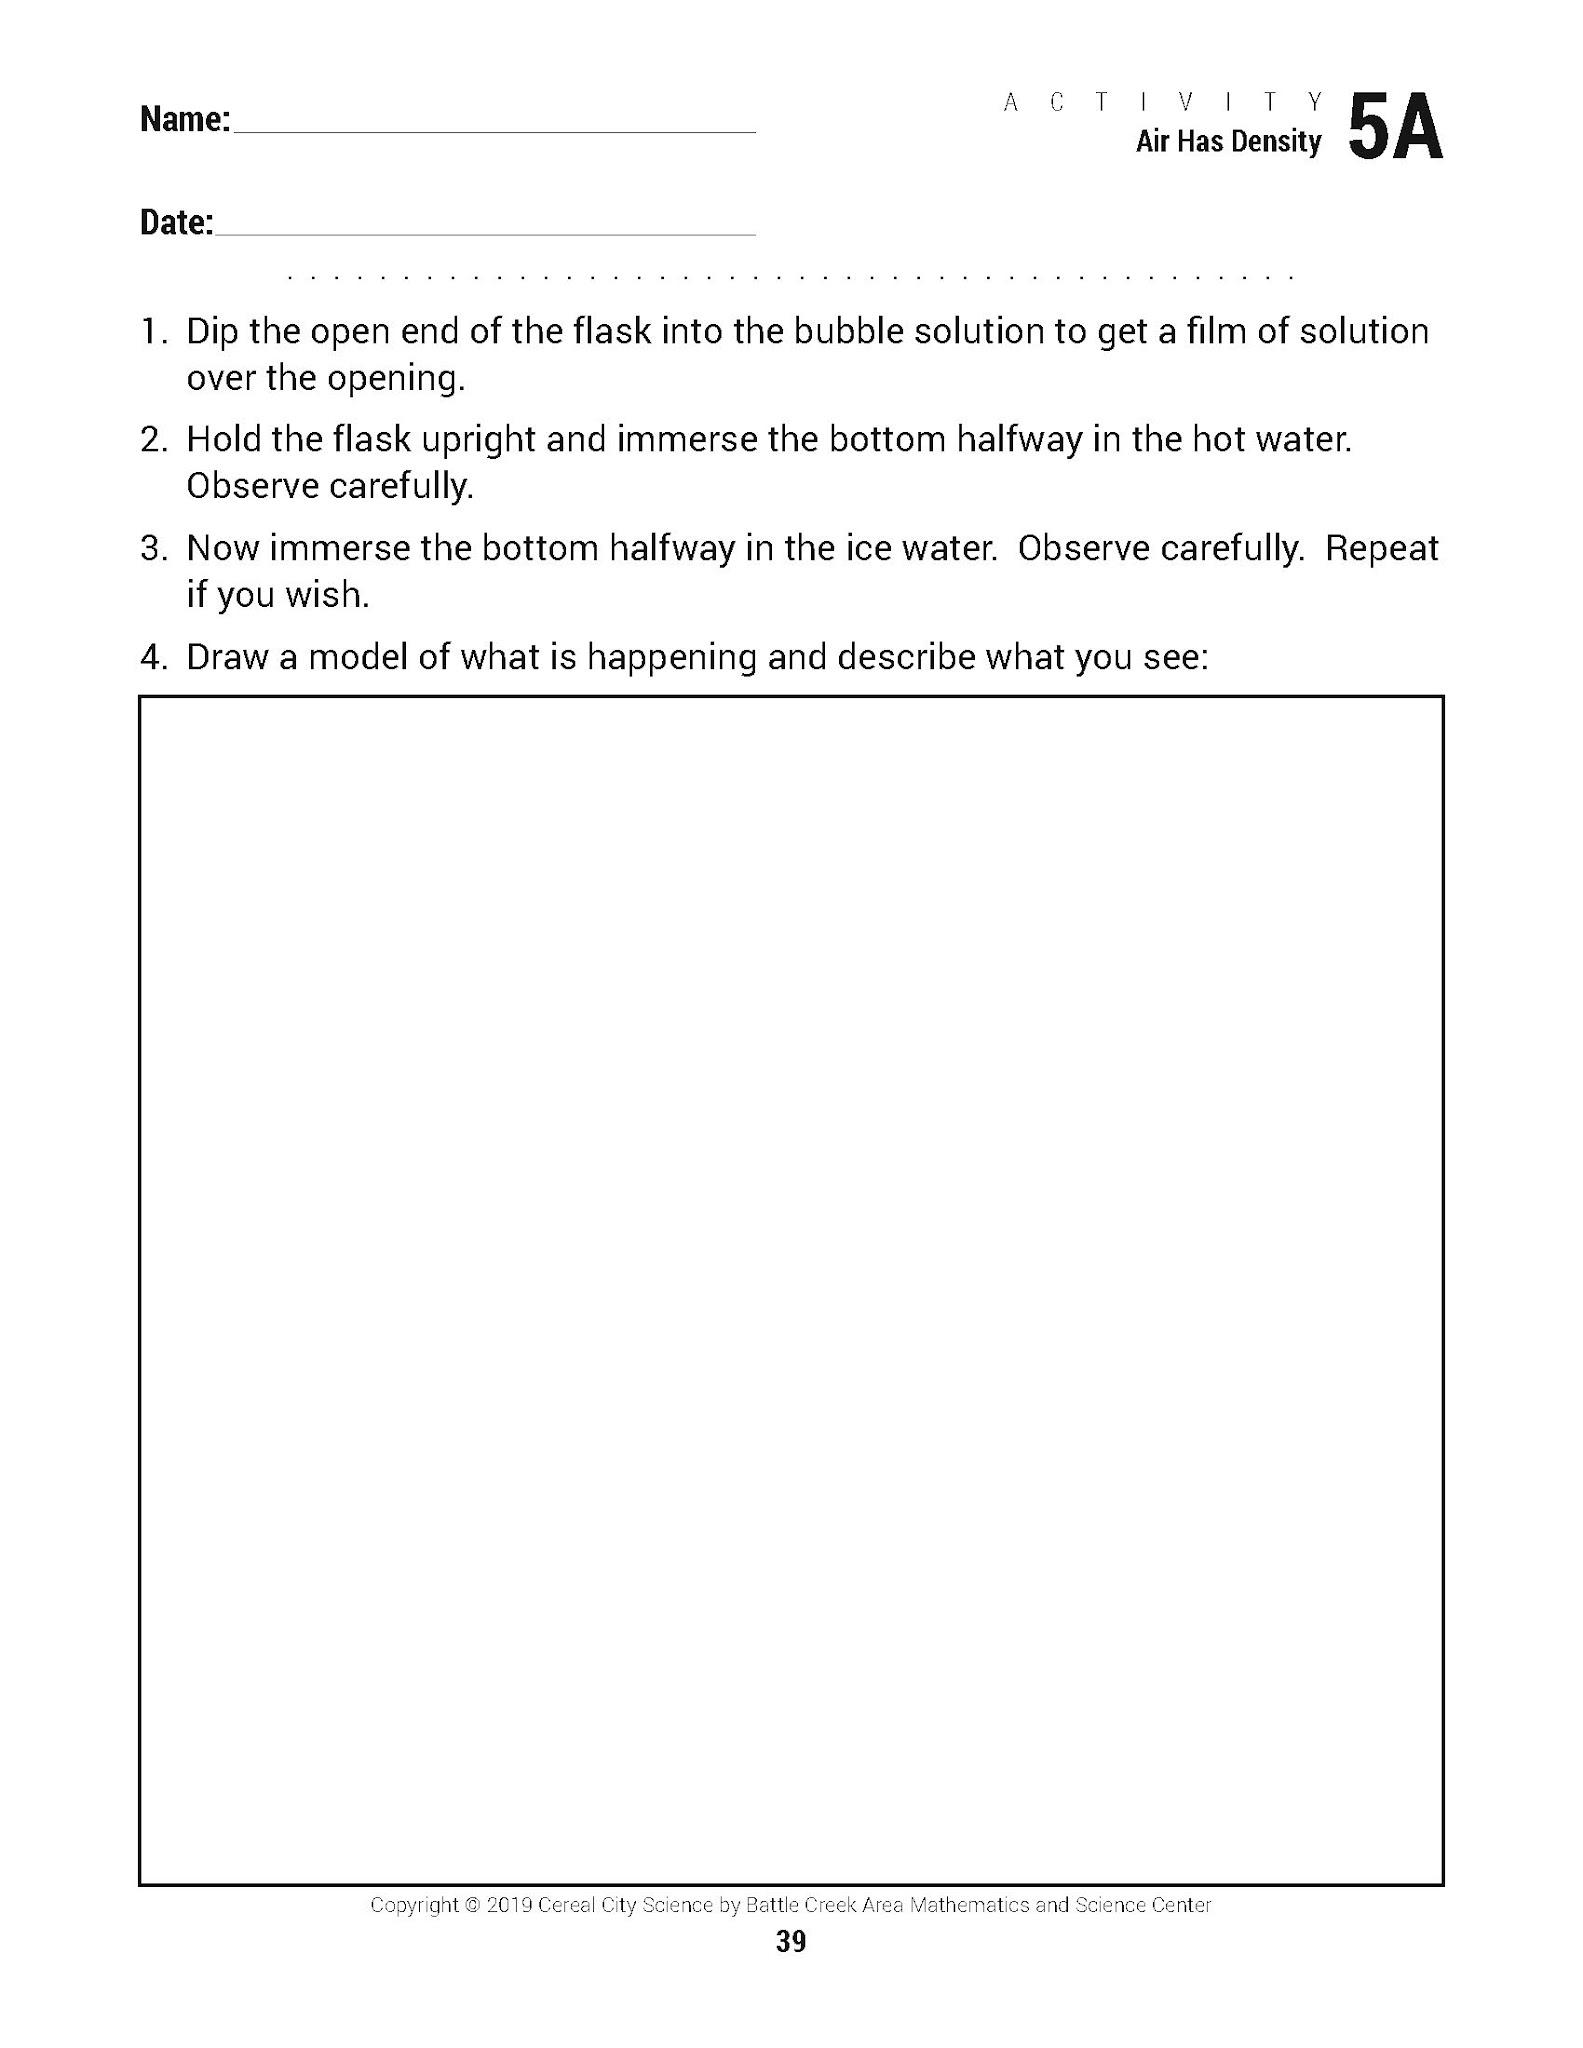 Name:
ACTIVITY
Air Has Density
5A
Date:
1. Dip the open end of the flask into the bubble solution to get a film of solution
over the opening.
2. Hold the flask upright and immerse the bottom halfway in the hot water.
Observe carefully.
3. Now immerse the bottom halfway in the ice water.  Observe carefully.  Repeat
if you wish.
4. Draw a model of what is happening and describe what you see:
Copyright © 2019 Cereal City Science by Battle Creek Area Mathematics and Science Center
39